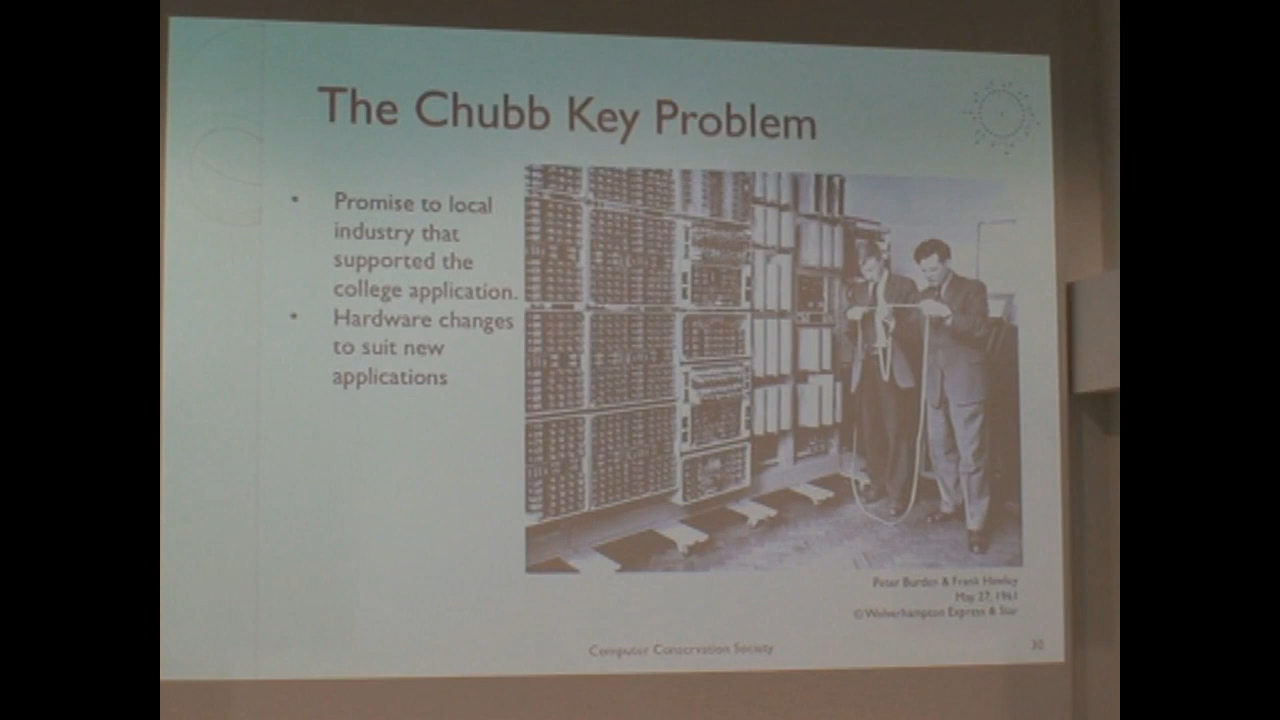 The Chubb Key Problem
• Promise to local
industry that
supported the
college application.
• Hardware changes
to suit new
applications
Peter Burden & Frank Hawley
May 27, 1961
© Wolverhampton Express & Star
Computer Conservation Society
30